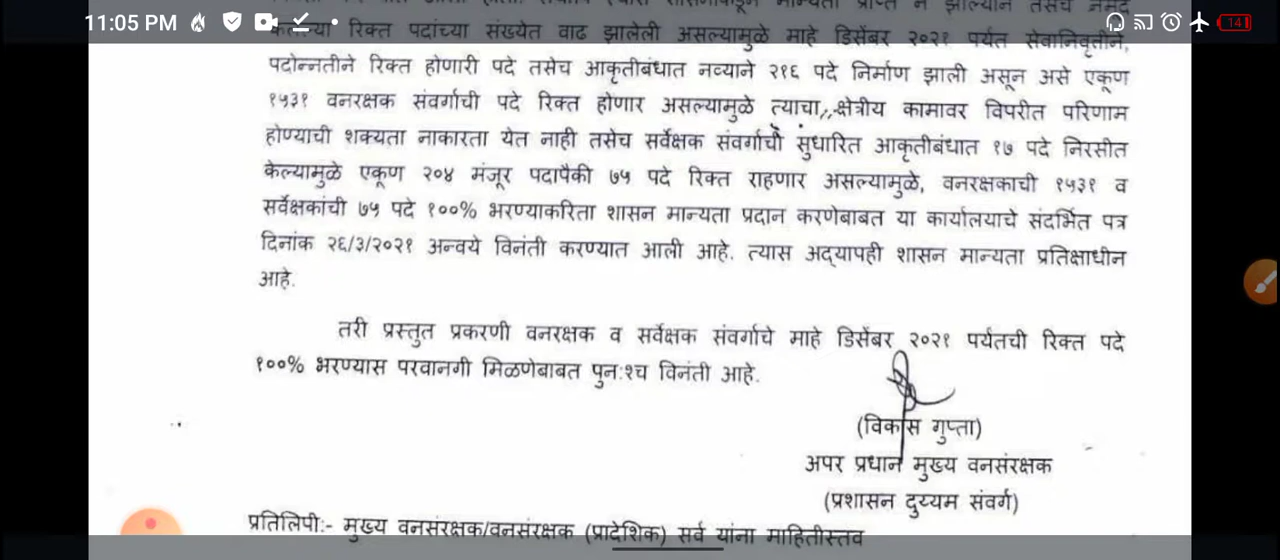 11:05 PM
14
केलेल्या रिक्त पदांच्या संख्येत वाढ झालेली असल्यामुळे माहे डिसेंबर २०२१ पर्यंत सेवानिवृतीने,
पदोन्नतीने रिक्त होणारी पदे तसेच आकृतीबंधात नव्याने २१६ पदे निर्माण झाली असून असे एकूण
१५३१ वनरक्षक संवर्गाची पदे रिक्त होणार असल्यामुळे त्याचा क्षेत्रीय कामावर विपरीत परिणाम
होण्याची शक्यता नाकारता येत नाही तसेच सर्वेक्षक संवर्गाचे सुधारित आकृतीबंधात १७ पदे निरसीत
केल्यामुळे एकूण २०४ मंजूर पदापैकी ७५ पदे रिक्त राहणार असल्यामुळे, वनरक्षकाची १५३१ व
सर्वेक्षकांची ७५ पदे १००% भरण्याकरिता शासन मान्यता प्रदान करणेबाबत या कार्यालयाचे संदर्भित पत्र
दिनांक २६/३/२०२१ अन्वये विनंती करण्यात आली आहे. त्यास अद्यापही शासन मान्यता प्रतिक्षाधीन
आहे.
तरी प्रस्तुत प्रकरणी वनरक्षक व सर्वेक्षक संवर्गाचे माहे डिसेंबर २०२१ पर्यतची रिक्त पदे
१००% भरण्यास परवानगी मिळणेबाबत पुन:श्च विनंती आहे.
(विकास गुप्ता)
अपर प्रधान मुख्य वनसंरक्षक
(प्रशासन दुय्यम संवर्ग)
प्रतिलिपी:- मुख्य वनसंरक्षक/वनसंरक्षक (प्रादेशिक) सर्व यांना माहितीस्तव